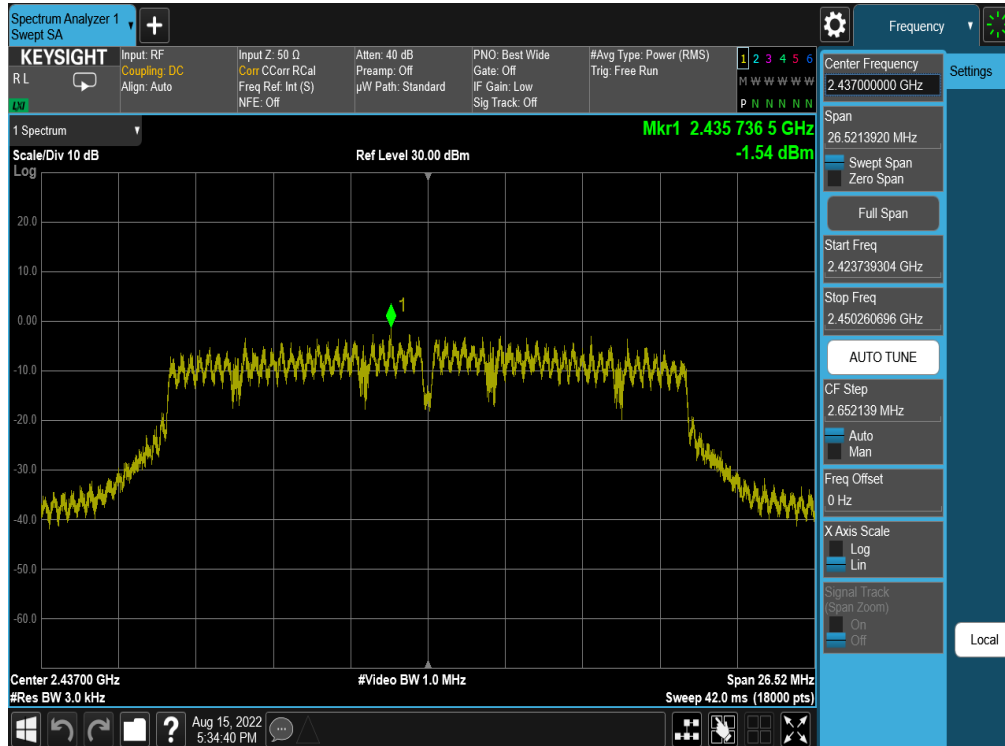 Spectrum Analyzer 1
Swept SA
+
Frequency
KEYSIGHT
R L
LXI
Input: RF
Coupling: DC
Align: Auto
Input Z: 50 Ω
Corr CCorr RCal
Freq Ref: Int (S)
NFE: Off
Atten: 40 dB
Preamp: Off
µW Path: Standard
PNO: Best Wide
Gate: Off
IF Gain: Low
Sig Track: Off
#Avg Type: Power (RMS)
Trig: Free Run
1 2 3 4 5 6
M W W W W W
P N N N N N
1 Spectrum
Scale/Div 10 dB
Log
Ref Level 30.00 dBm
Mkr1 2.435 736 5 GHz
-1.54 dBm
20.0
10.0
0.00
-10.0
-20.0
-30.0
-40.0
-50.0
-60.0
1
Center 2.43700 GHz
#Res BW 3.0 kHz
#Video BW 1.0 MHz
Span 26.52 MHz
Sweep 42.0 ms (18000 pts)
Center Frequency
2.437000000 GHz
Settings
Span
26.5213920 MHz
Swept Span
Zero Span
Full Span
Start Freq
2.423739304 GHz
Stop Freq
2.450260696 GHz
AUTO TUNE
CF Step
2.652139 MHz
Auto
Man
Freq Offset
0 Hz
X Axis Scale
Log
Lin
Signal Track
(Span Zoom)
On
Off
Local
?
Aug 15, 2022
5:34:40 PM